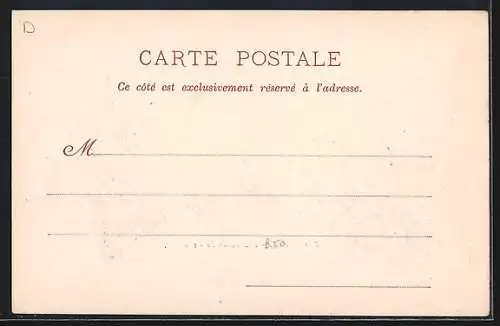 D
CARTE POSTALE
Ce côté est exclusivement réservé à l'adresse.
M